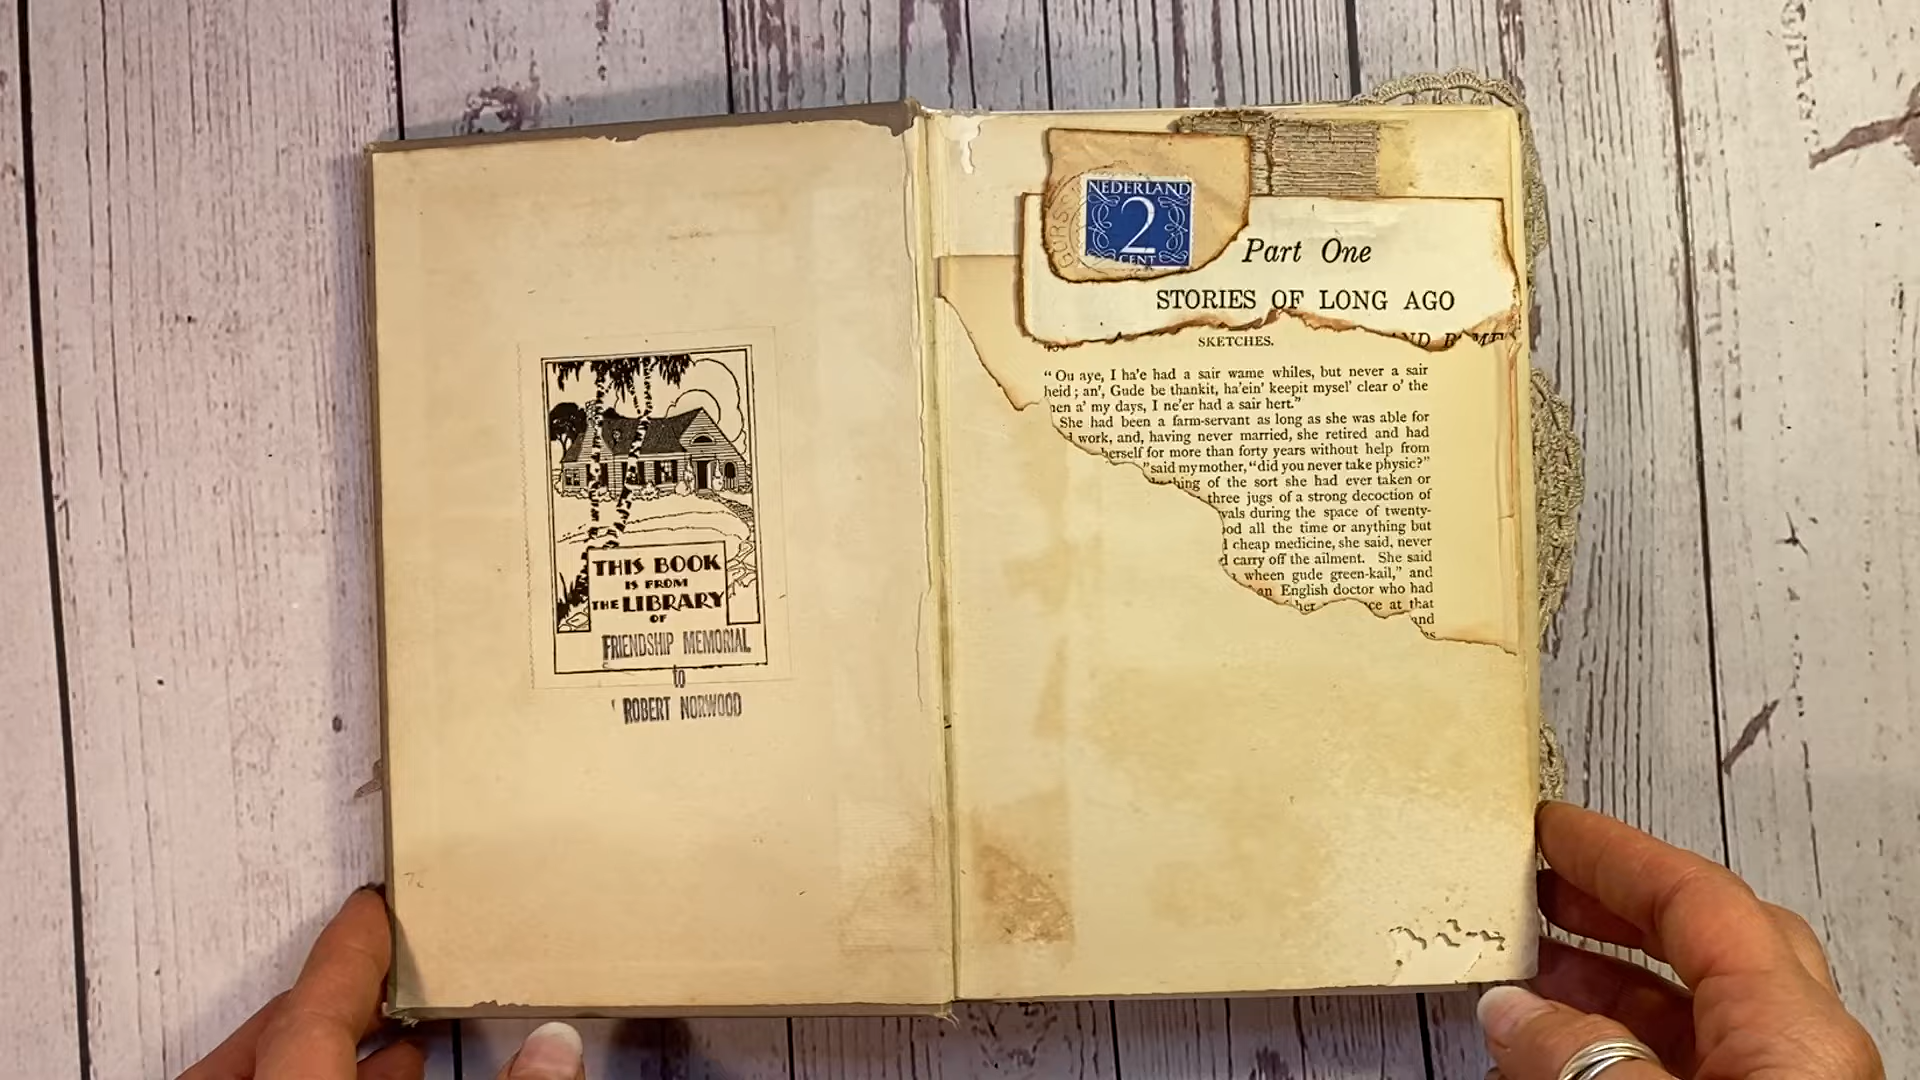 THIS BOOK
IS FROM
THE LIBRARY
OF
FRIENDSHIP MEMORIAL
to
ROBERT NORWOOD
NEDERLAND
2
CENT
Part One
STORIES OF LONG AGO
SKETCHES.
“Ou aye, I ha'e had a sair wame whiles, but never a sair
heid; an', Gude be thankit, ha'ein' keepit mysel' clear o' the
a' my days, I ne'er had a sair hert.”
She had been a farm-servant as long as she was able for
work, and, having never married, she retired and had
herself for more than forty years without help from
” said my mother, “did you never take physic?”
of the sort she had ever taken or
three jugs of a strong decoction of
during the space of twenty-
all the time or anything but
cheap medicine, she said, never
carry off the ailment. She said
wheen gude green-kail,” and
an English doctor who had
her at that
and